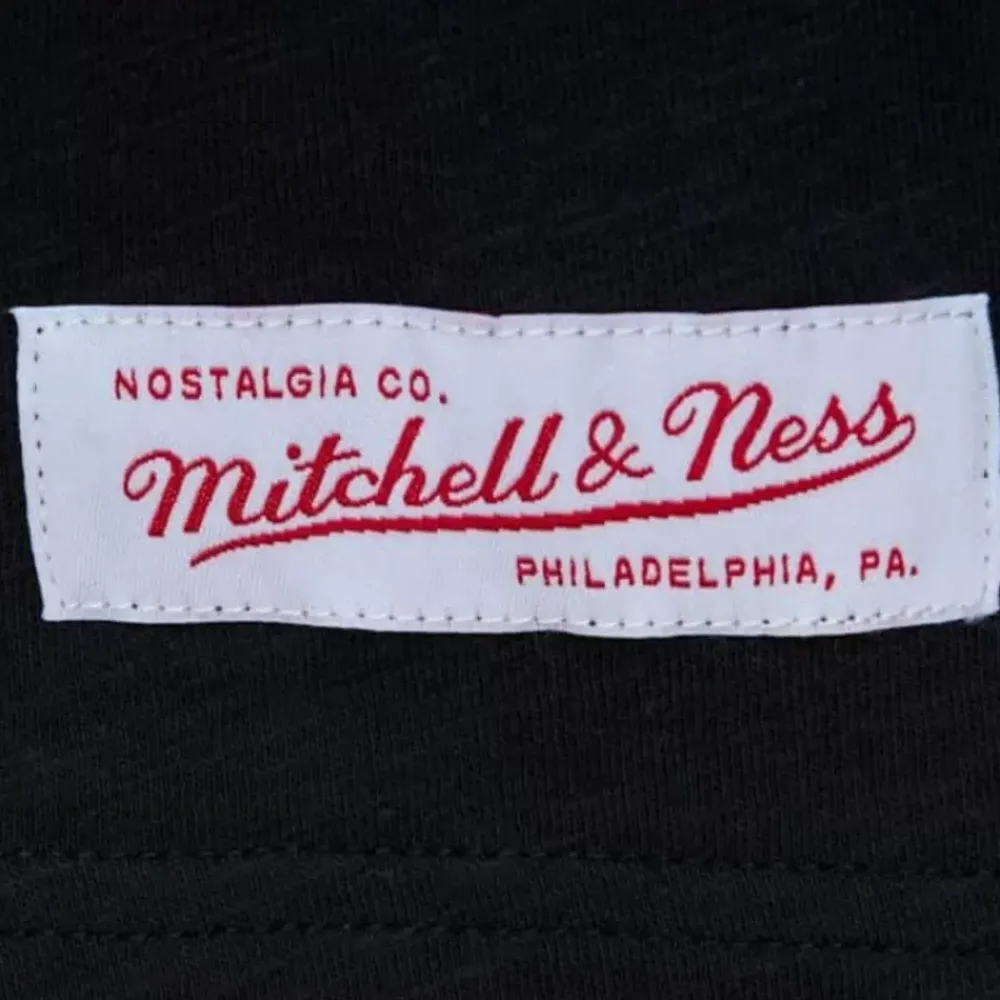 NOSTALGIA CO.
Mitchell & Ness
PHILADELPHIA, PA.